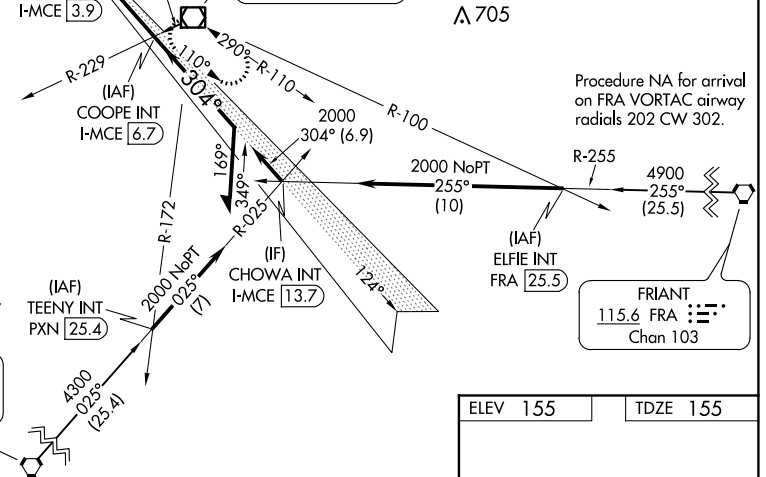 I-MCE 3.9
705
290°
R-110
110°
R-229
304°
(IAF)
COOPE INT
I-MCE 6.7
R-100
Procedure NA for arrival
on FRA VORTAC airway
radials 202 CW 302.
2000
304° (6.9)
R-255
2000 NoPT
255°
(10)
4900
255°
(25.5)
169°
349°
R-025
R-172
(IAF)
ELFIE INT
FRA 25.5
(IF)
CHOWA INT
I-MCE 13.7
124°
2000 NoPT
025°
(7)
(IAF)
TEENY INT
PXN 25.4
FRIANT
115.6 FRA
Chan 103
4300
025°
(25.4)
ELEV 155
TDZE 155